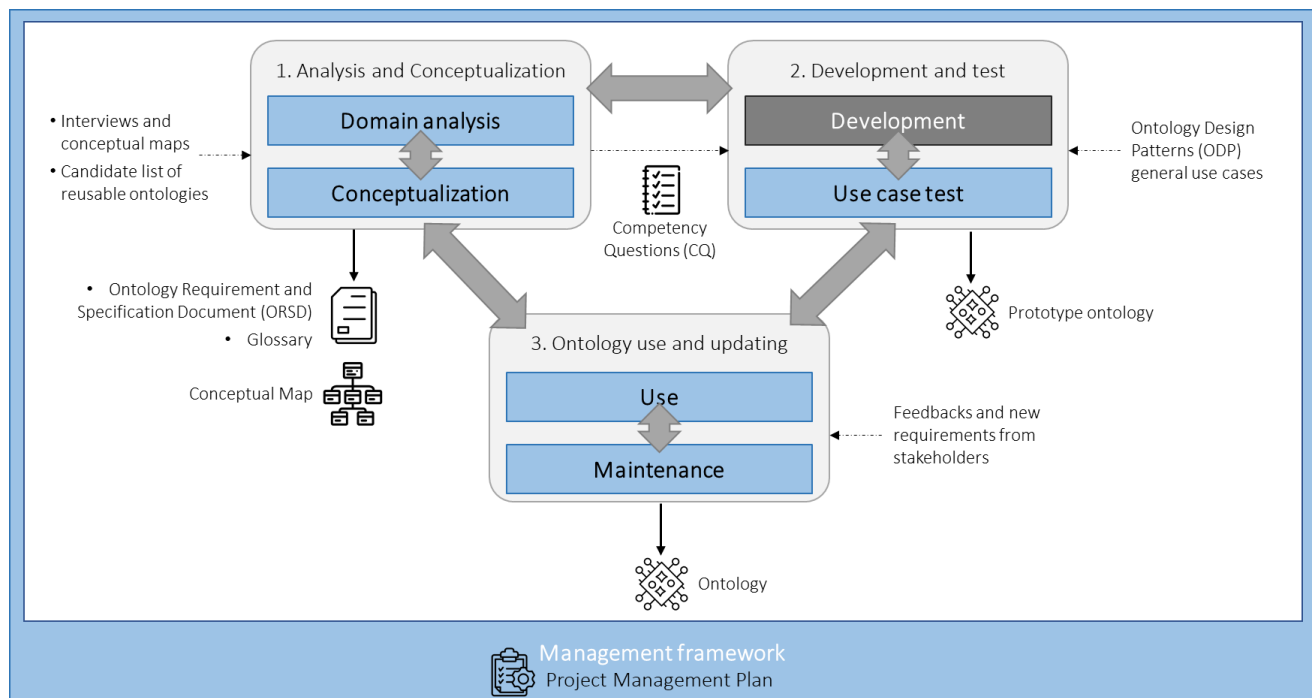 1. Analysis and Conceptualization
Domain analysis
Conceptualization
2. Development and test
Development
Use case test
• Interviews and
conceptual maps
• Candidate list of
reusable ontologies
Ontology Design
Patterns (ODP)
general use cases
Competency
Questions (CQ)
• Ontology Requirement and
Specification Document (ORSD)
• Glossary
Conceptual Map
Prototype ontology
3. Ontology use and updating
Use
Maintenance
Feedbacks and new
requirements from
stakeholders
Ontology
Management framework
Project Management Plan